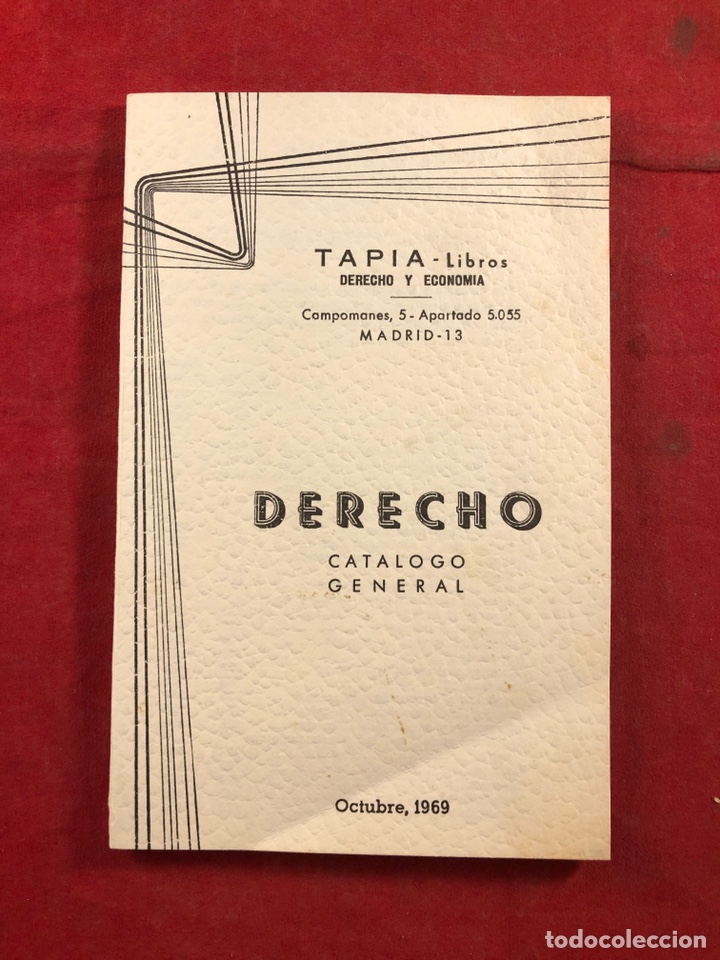 TAPIA - Libros
DERECHO Y ECONOMIA
Campomanes, 5 - Apartado 5.055
MADRID-13
DERECHO
CATALOGO
GENERAL
Octubre, 1969
todocoleccion